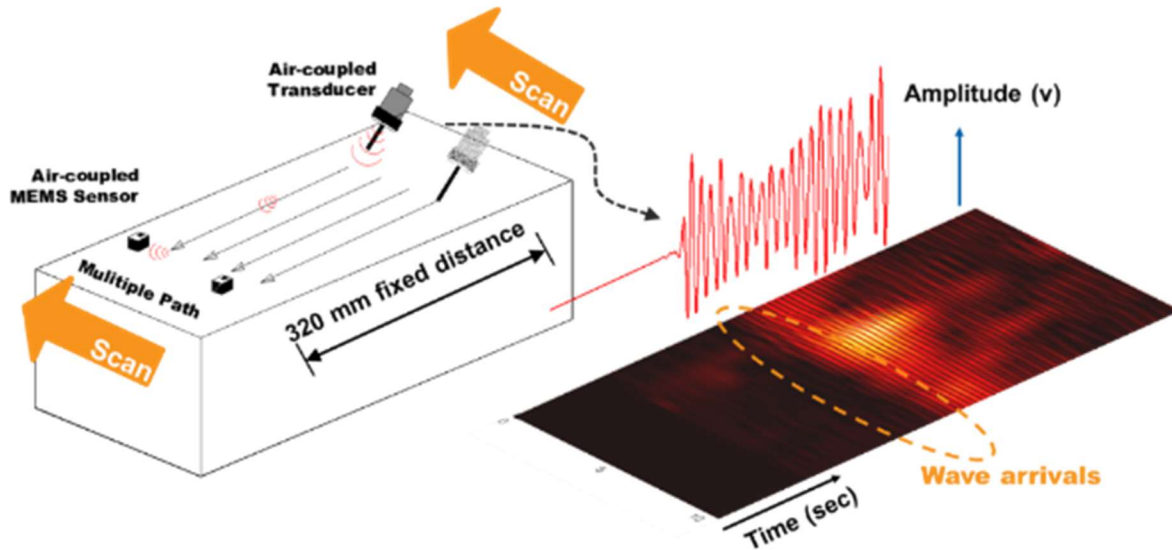 Air-coupled
Transducer
Scan
Amplitude (v)
Air-coupled
MEMS Sensor
Mulitiple Path
320 mm fixed distance
Scan
Wave arrivals
Time (sec)